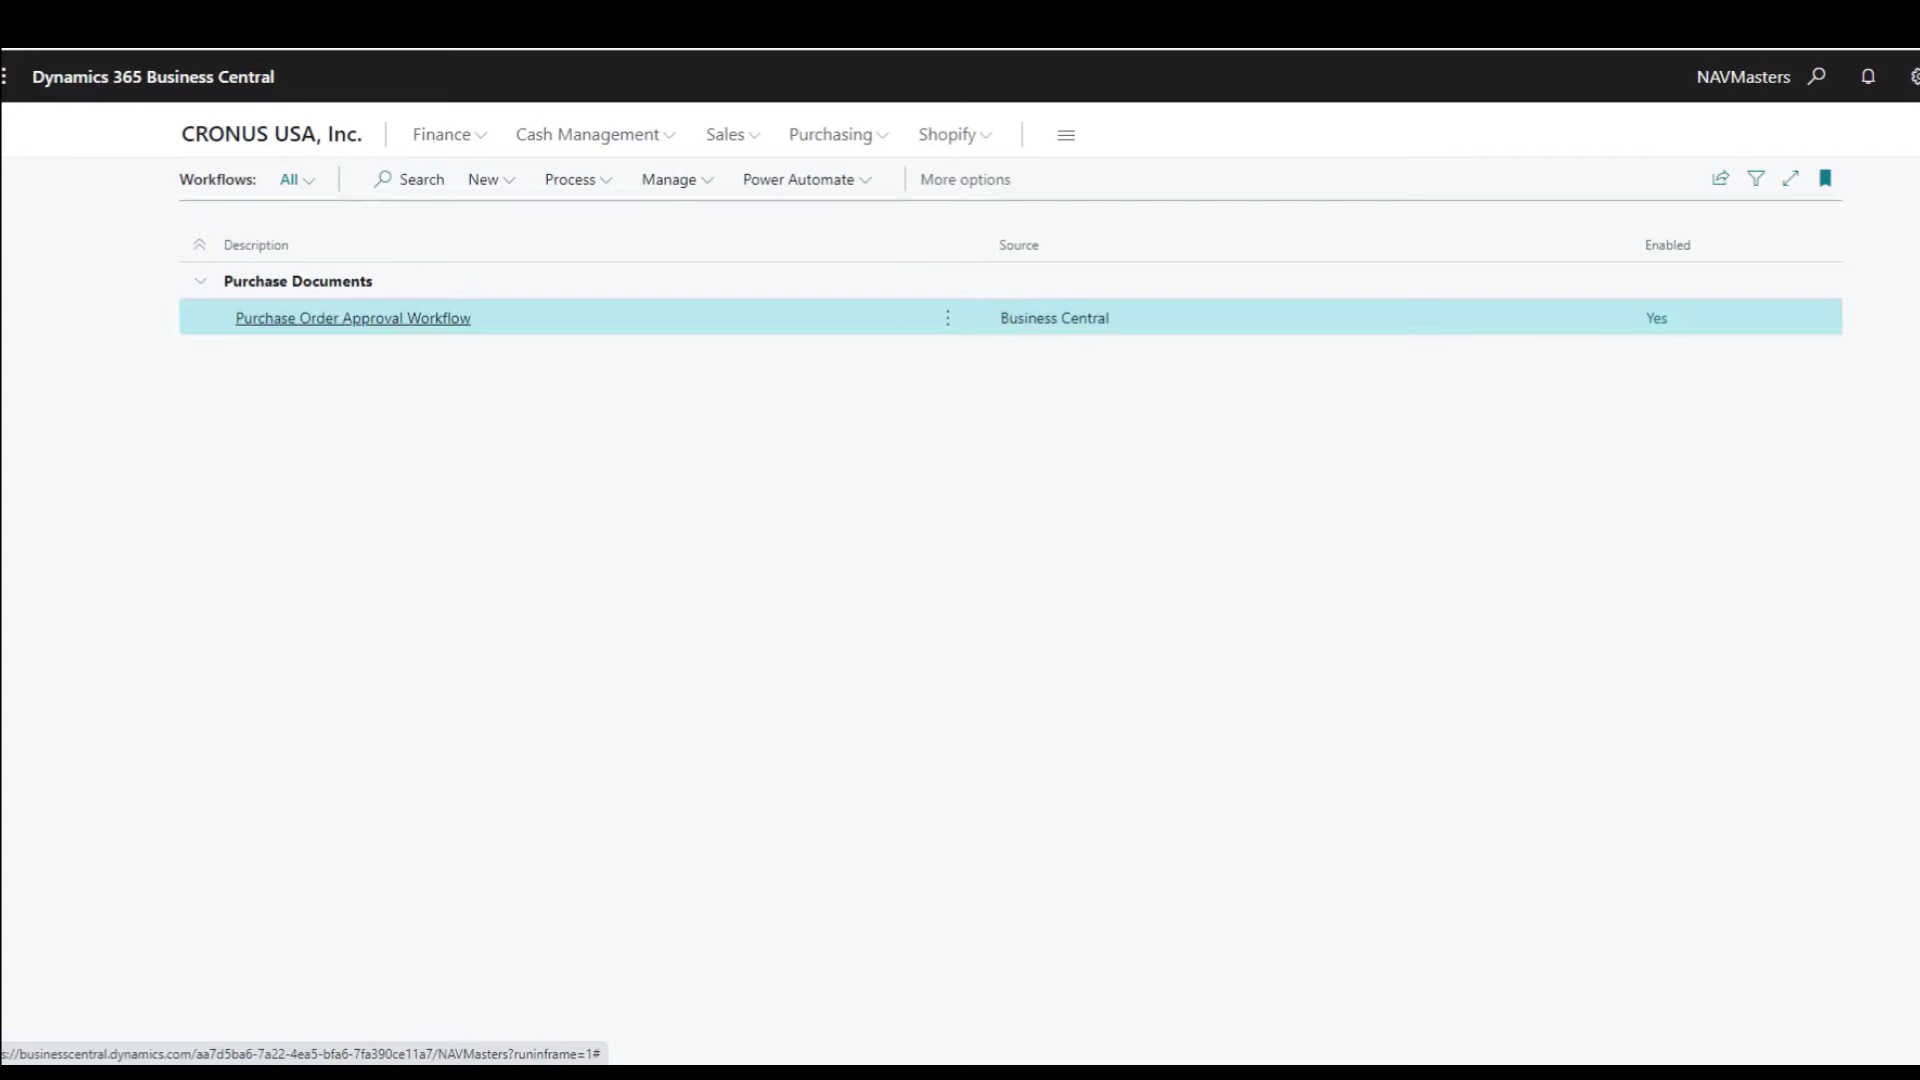 Dynamics 365 Business Central
NAVMasters
CRONUS USA, Inc. Finance Cash Management Sales Purchasing Shopify
Workflows: All Search New Process Manage Power Automate More options
Description Source Enabled
Purchase Documents
Purchase Order Approval Workflow Business Central Yes
s://businesscentral.dynamics.com/aa7d5ba6-7a22-4ea5-bfa6-7fa390ce11a7/NAVMasters?runinframe=1#